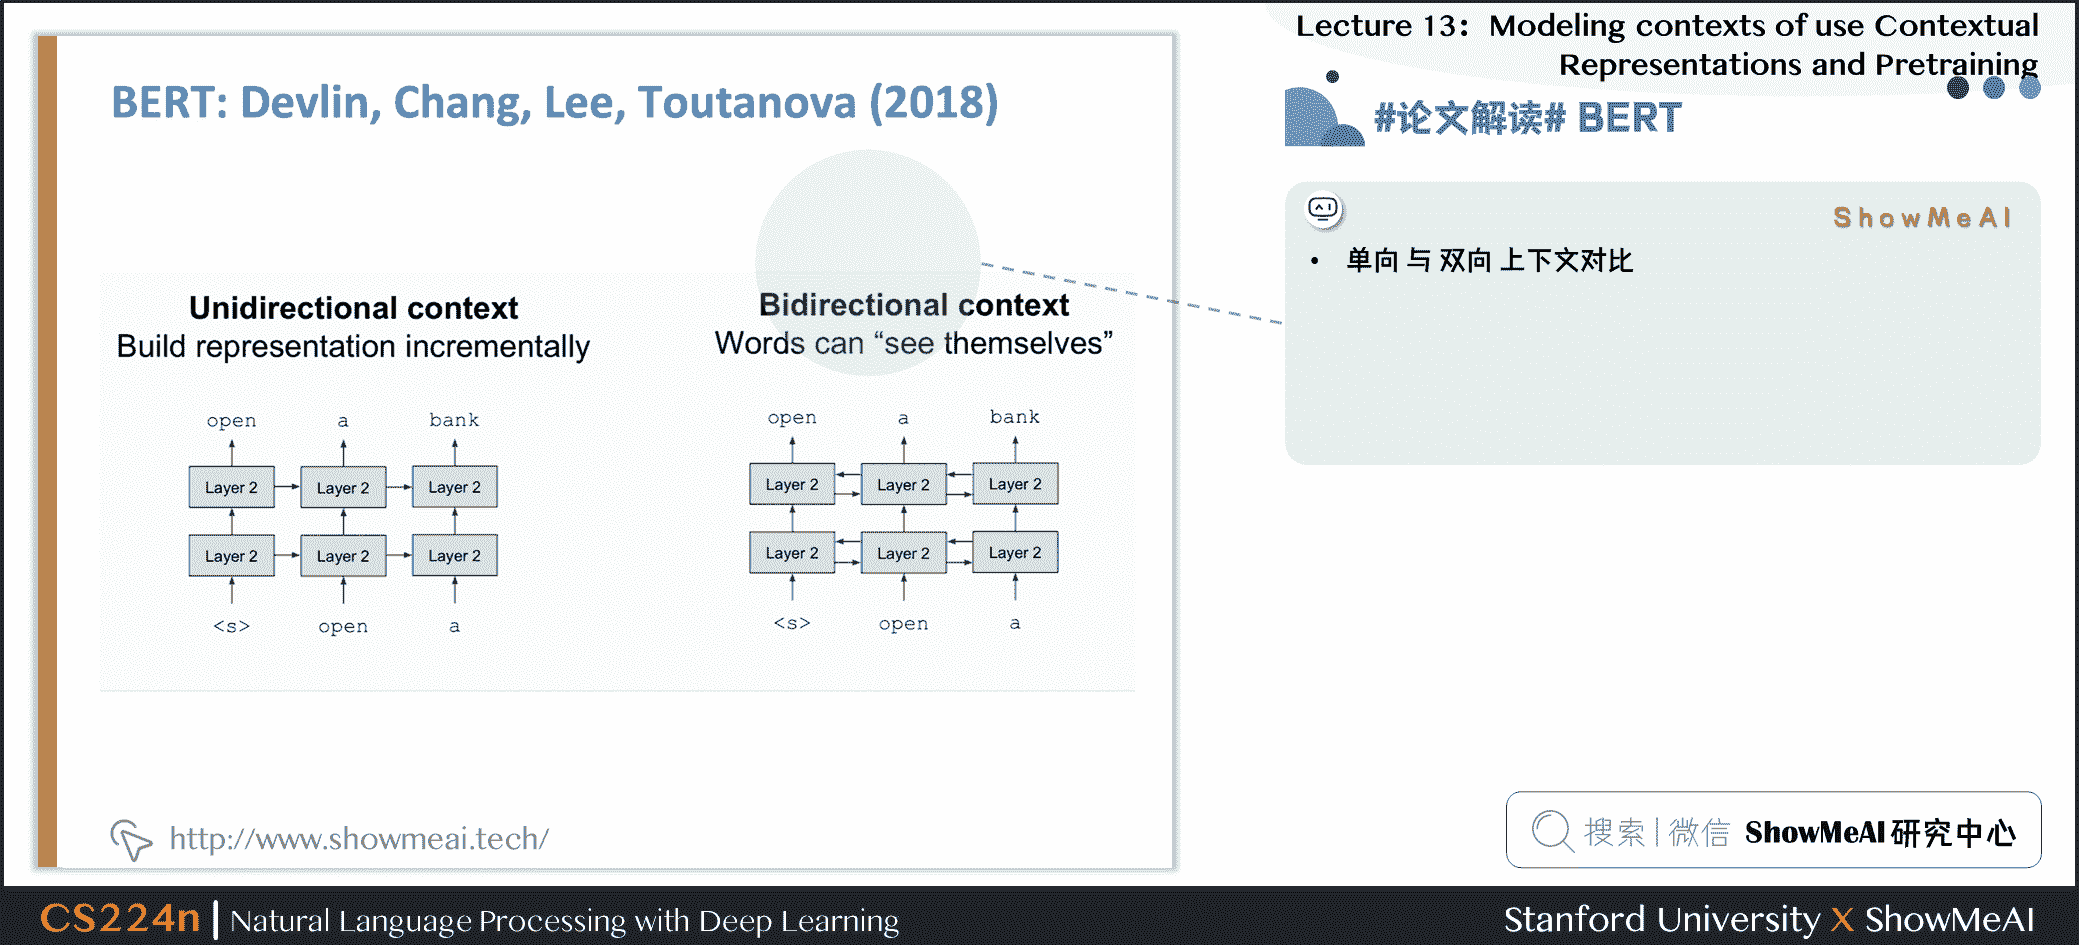 Lecture 13: Modeling contexts of use Contextual
Representations and Pretraining
BERT: Devlin, Chang, Lee, Toutanova (2018)
#论文解读# BERT
ShowMeAI
• 单向 与 双向 上下文对比
Unidirectional context
Build representation incrementally
open a bank
Layer 2 Layer 2 Layer 2
Layer 2 Layer 2 Layer 2
<s> open a
Bidirectional context
Words can “see themselves”
open a bank
Layer 2 Layer 2 Layer 2
Layer 2 Layer 2 Layer 2
<s> open a
http://www.showmeai.tech/
搜索 | 微信 ShowMeAI 研究中心
CS224n | Natural Language Processing with Deep Learning
Stanford University X ShowMeAI